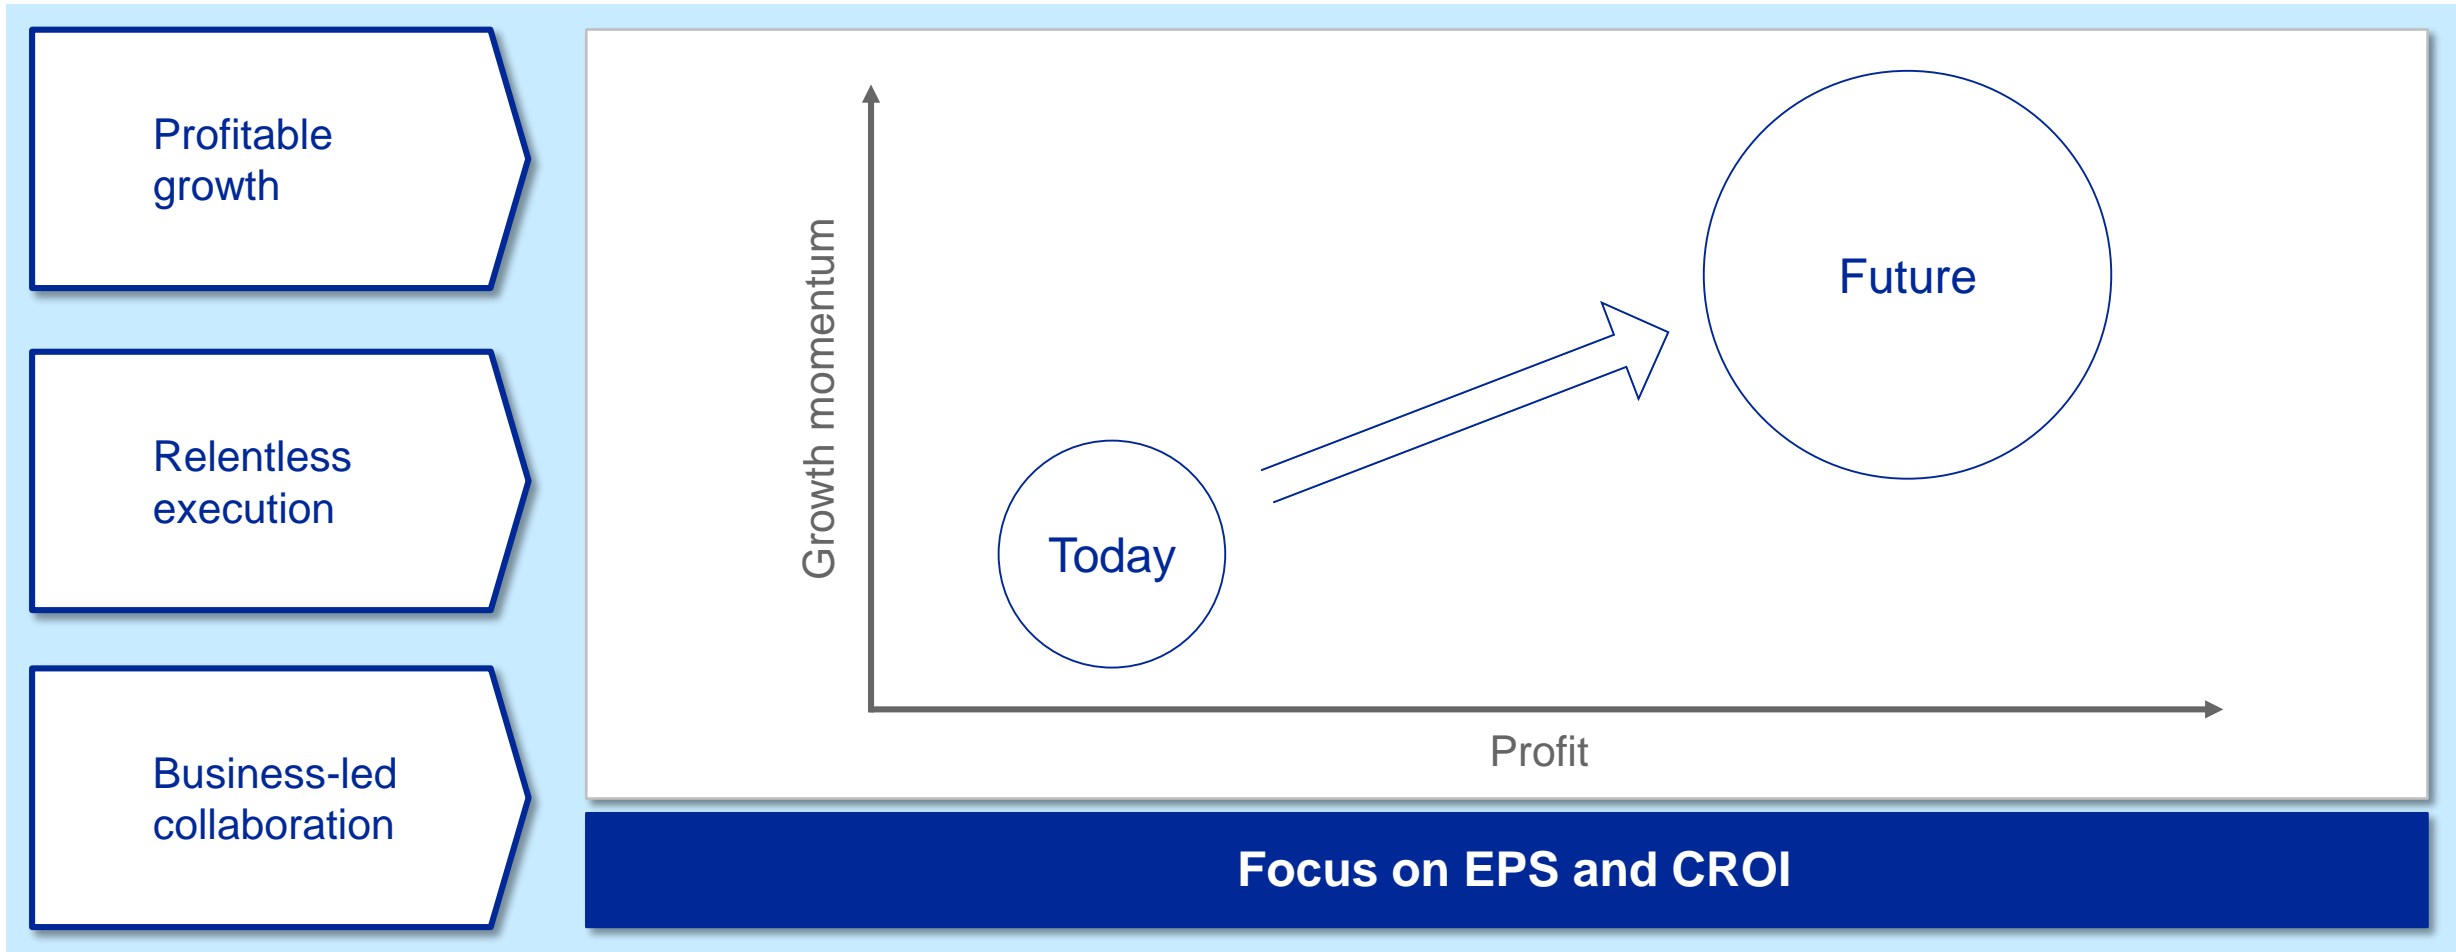 Profitable
growth
Relentless
execution
Business-led
collaboration
Growth momentum
Future
Today
Profit
Focus on EPS and CROI